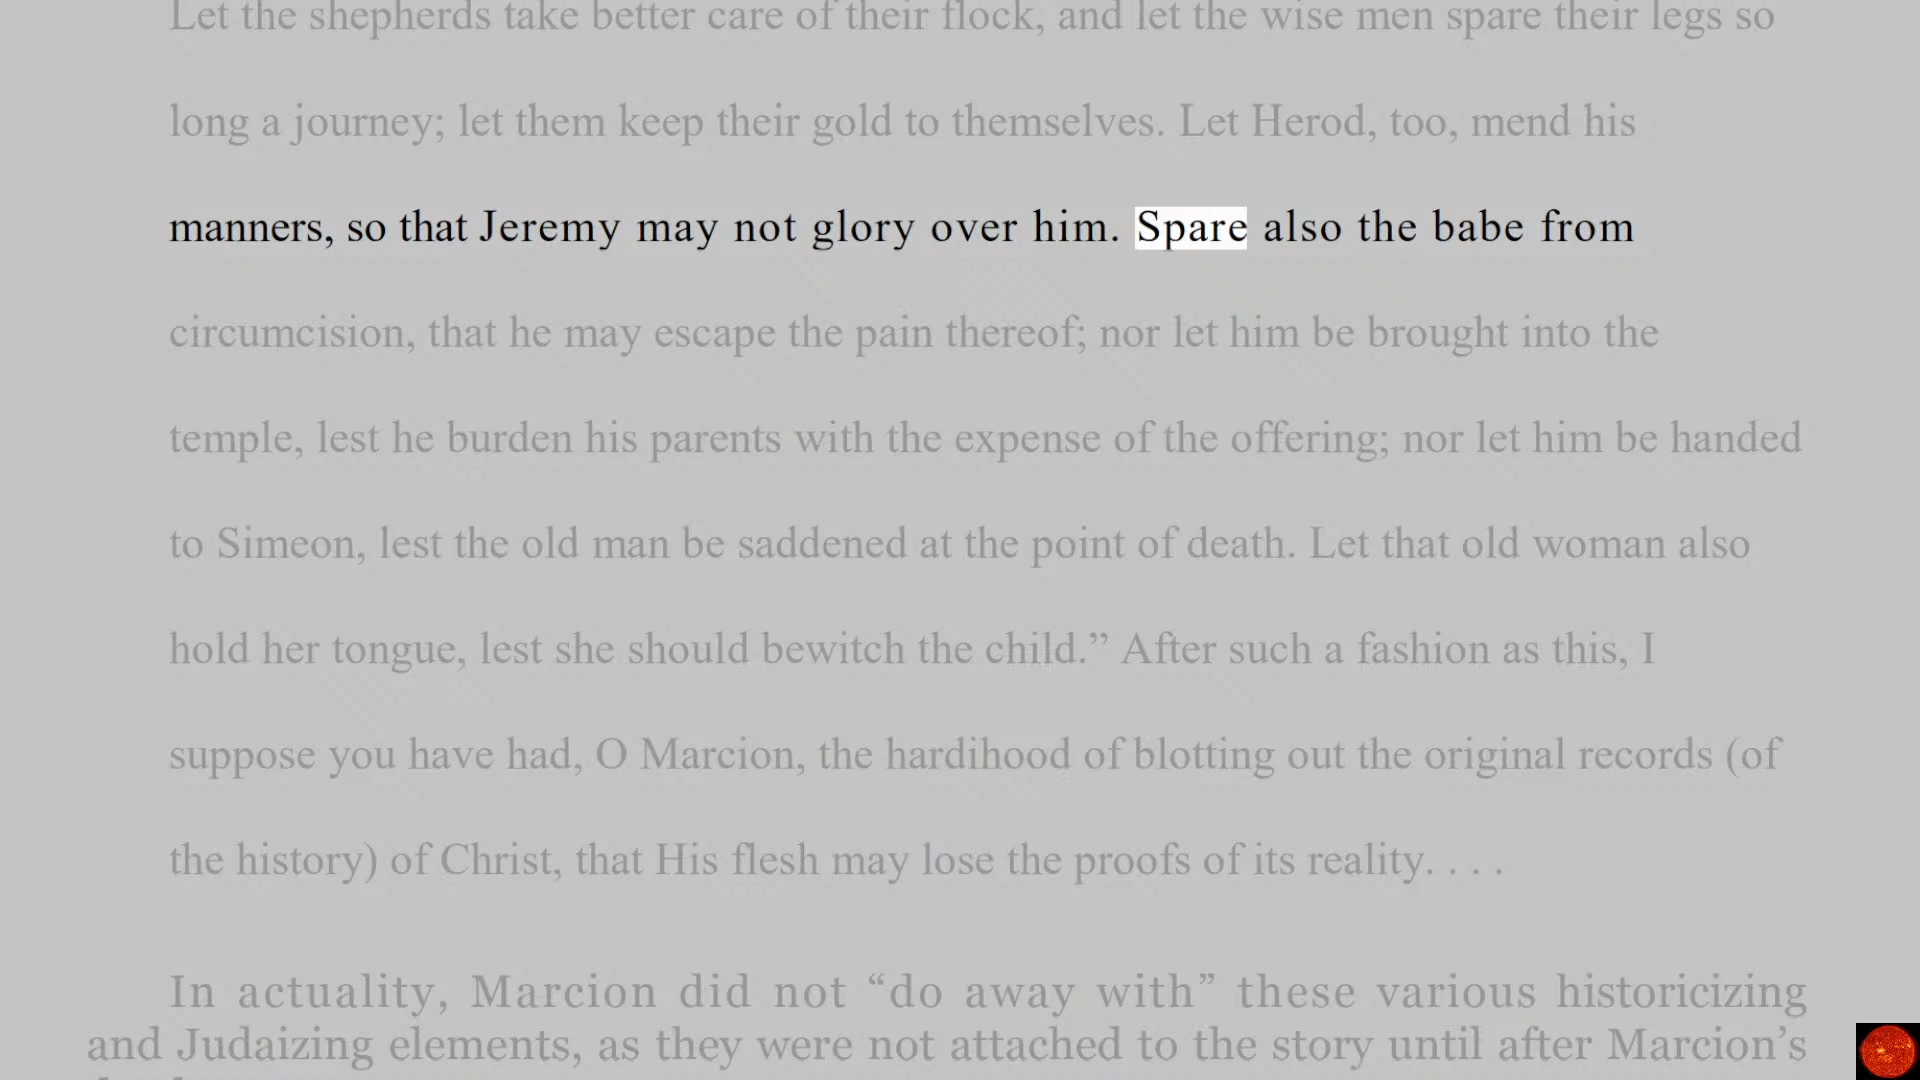 Let the shepherds take better care of their flock, and let the wise men spare their legs so
long a journey; let them keep their gold to themselves. Let Herod, too, mend his
manners, so that Jeremy may not glory over him. Spare also the babe from
circumcision, that he may escape the pain thereof; nor let him be brought into the
temple, lest he burden his parents with the expense of the offering; nor let him be handed
to Simeon, lest the old man be saddened at the point of death. Let that old woman also
hold her tongue, lest she should bewitch the child.” After such a fashion as this, I
suppose you have had, O Marcion, the hardihood of blotting out the original records (of
the history) of Christ, that His flesh may lose the proofs of its reality. . . .
In actuality, Marcion did not “do away with” these various historicizing
and Judaizing elements, as they were not attached to the story until after Marcion’s